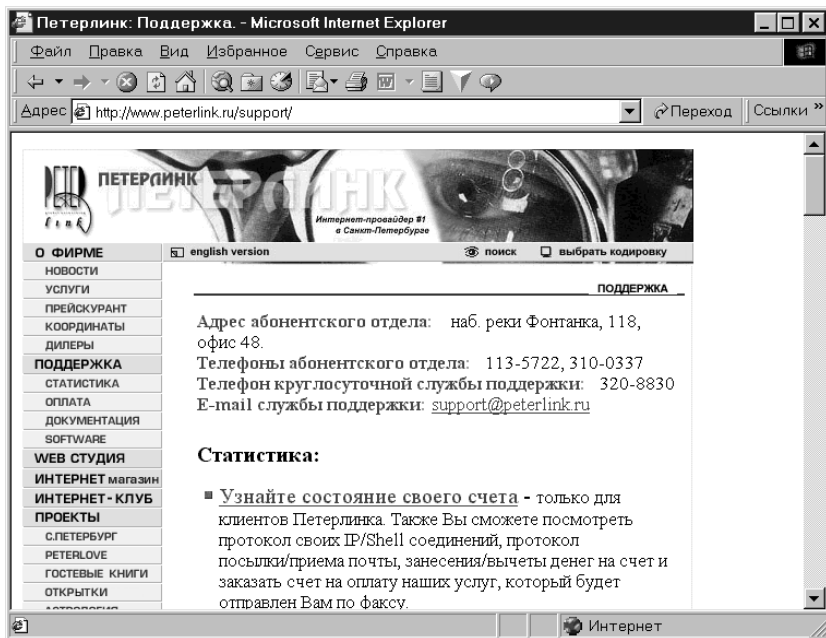 Петерлинк: Поддержка. - Microsoft Internet Explorer
Файл Правка Вид Избранное Сервис Справка
Адрес http://www.peterlink.ru/support/ Переход Ссылки »
ПЕТЕРЛИНК
ПЕТЕРЛИНК
link
Интернет-провайдер #1
в Санкт-Петербурге
english version поиск выбрать кодировку
О ФИРМЕ
НОВОСТИ
УСЛУГИ
ПРЕЙСКУРАНТ
КООРДИНАТЫ
ДИЛЕРЫ
ПОДДЕРЖКА
СТАТИСТИКА
ОПЛАТА
ДОКУМЕНТАЦИЯ
SOFTWARE
WEB СТУДИЯ
ИНТЕРНЕТ магазин
ИНТЕРНЕТ-КЛУБ
ПРОЕКТЫ
С.ПЕТЕРБУРГ
PETERLOVE
ГОСТЕВЫЕ КНИГИ
ОТКРЫТКИ
АСТРОЛОГИЯ
ПОДДЕРЖКА
Адрес абонентского отдела: наб. реки Фонтанка, 118,
офис 48.
Телефоны абонентского отдела: 113-5722, 310-0337
Телефон круглосуточной службы поддержки: 320-8830
E-mail службы поддержки: support@peterlink.ru
Статистика:
Узнайте состояние своего счета - только для
клиентов Петерлинка. Также Вы сможете посмотреть
протокол своих IP/Shell соединений, протокол
посылки/приема почты, занесения/вычеты денег на счет и
заказать счет на оплату наших услуг, который будет
отправлен Вам по факсу.
Интернет